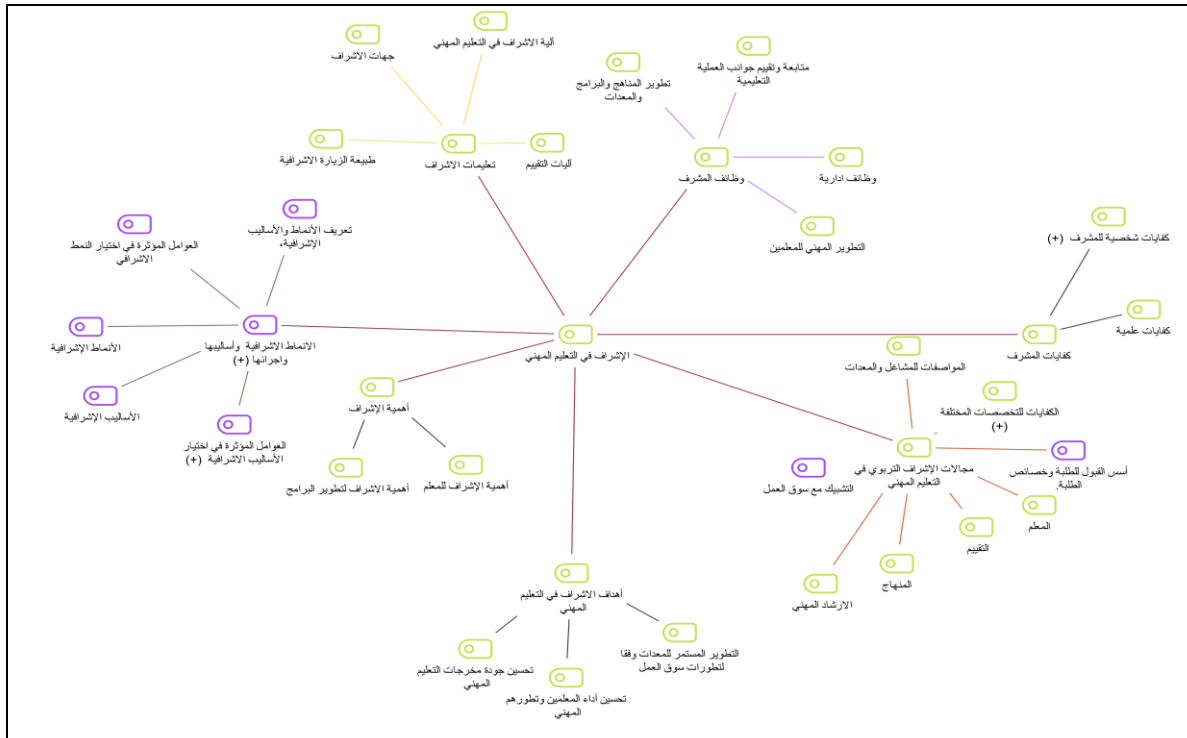 ألية الاشراف في التعليم المهني
جهات الاشراف
طبيعة الزيارة الاشرافية
تعليمات الاشراف
آليات التقييم
متابعة وتقييم جوانب العملية
التعليمية
تطوير المناهج والبرامج
والمعدات
وظائف المشرف
وظائف ادارية
التطوير المهني للمعلمين
كفايات شخصية للمشرف (+)
كفايات علمية
كفايات المشرف
تعريف الأنماط والأساليب
الإشرافية،
العوامل المؤثرة في اختيار النمط
الاشرافي
الأنماط الإشرافية
الانماط الاشرافية وأساليبها
واجرائها (+)
الأساليب الإشرافية
العوامل المؤثرة في اختيار
الأساليب الاشرافية (+)
الإشراف في التعليم المهني
أهمية الإشراف
أهمية الإشراف للمعلم
أهمية الاشراف لتطوير البرامج
المواصفات للمشاغل والمعدات
الكفايات للتخصصات المختلفة
(+)
مجالات الإشراف التربوي في
التعليم المهني
أسس القبول للطلبة وخصائص
الطلبة.
التشبيك مع سوق العمل
المعلم
التقييم
المنهاج
الارشاد المهني
أهداف الاشراف في التعليم
المهني
التطوير المستمر للمعدات وفقا
لتطورات سوق العمل
تحسين جودة مخرجات التعليم
المهني
تحسين أداء المعلمين وتطورهم
المهني